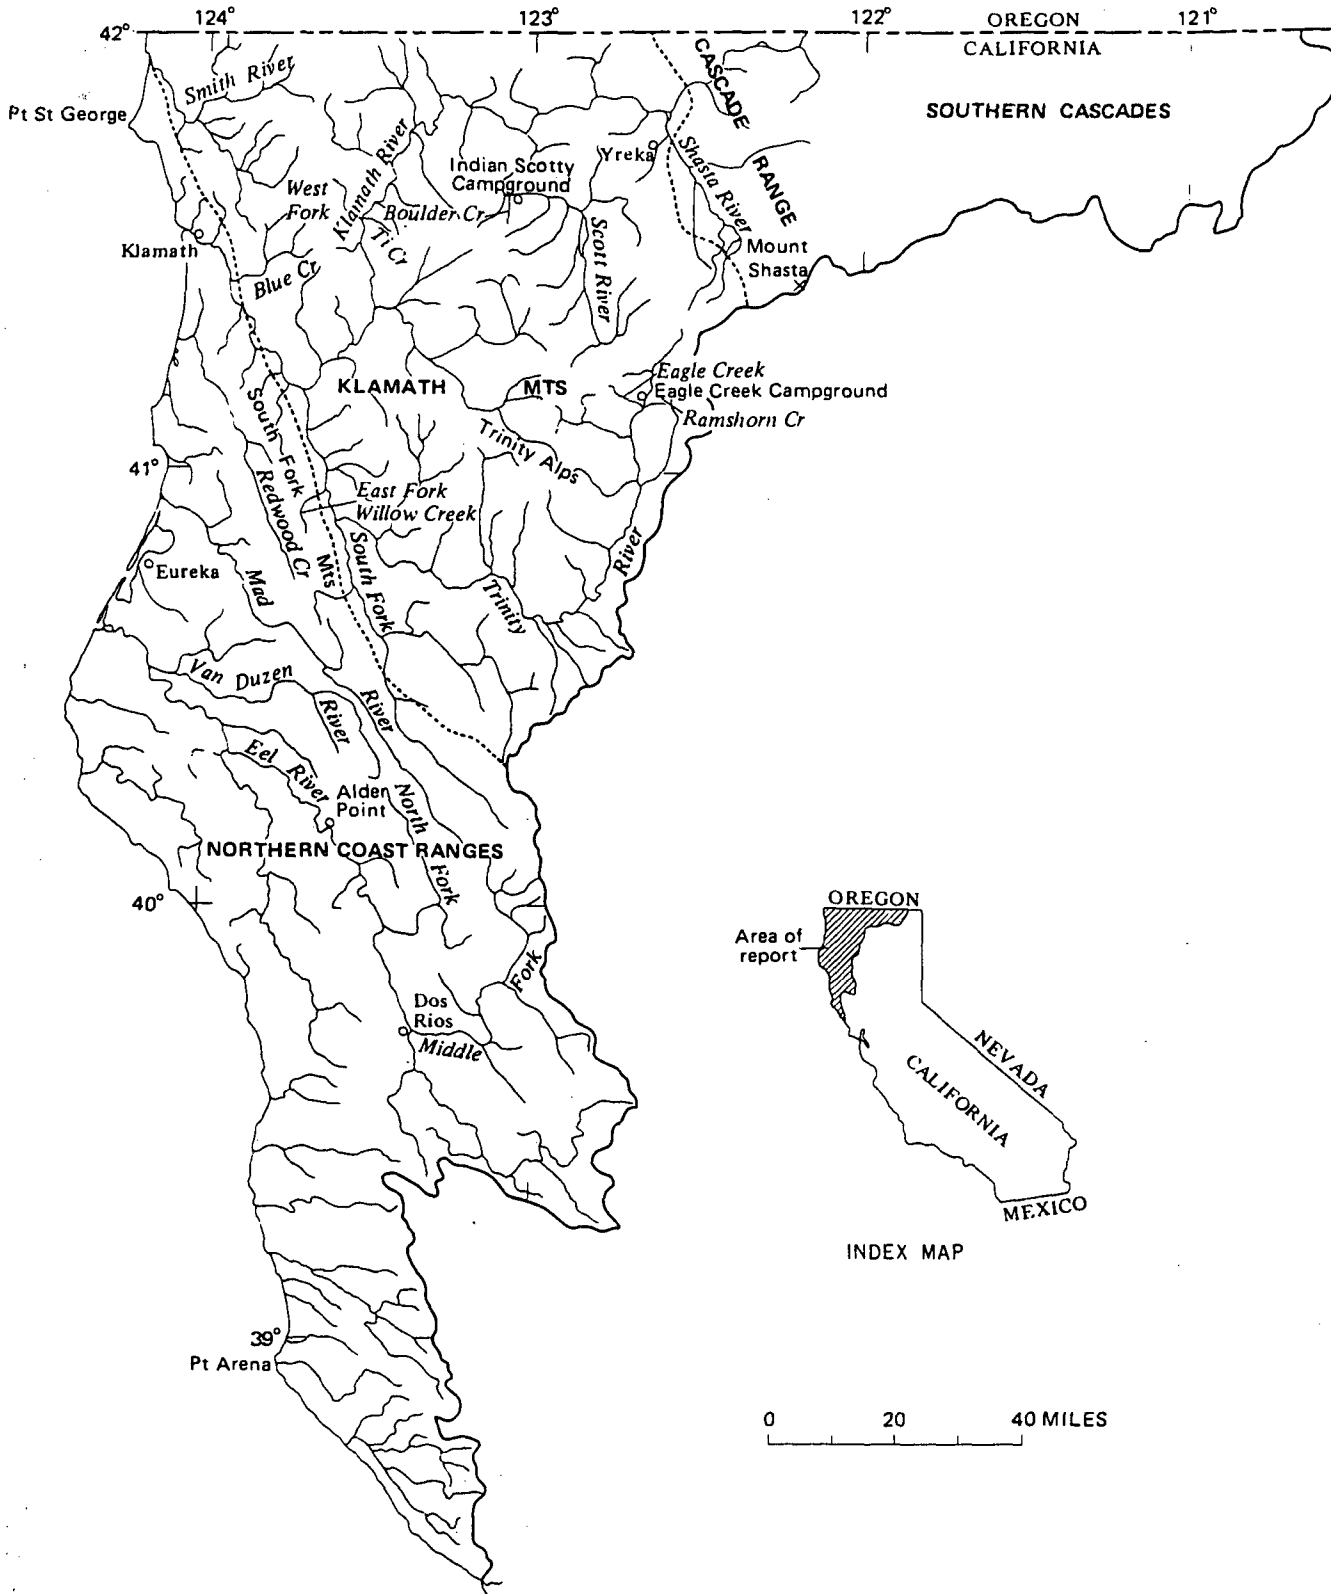 124°
123°
122°
121°
42°
OREGON
CALIFORNIA
Smith River
CASCADE
RANGE
SOUTHERN CASCADES
Pt St George
Klamath River
Yreka
Shasta River
Indian Scotty
Campground
West
Fork
Boulder Cr
Ti Cr
Scott River
Klamath
Blue Cr
Mount
Shasta
KLAMATH
MTS
Eagle Creek
Eagle Creek Campground
Ramshorn Cr
South Fork
Mts
Trinity Alps
41°
Redwood Cr
East Fork
Willow Creek
South Fork
Trinity
River
Eureka
Mad
River
Van Duzen
River
Eel River
Alder
Point
North
Fork
NORTHERN COAST RANGES
40°
Fork
Dos
Rios
Middle
OREGON
Area of
report
NEVADA
CALIFORNIA
MEXICO
INDEX MAP
39°
Pt Arena
0 20 40 MILES